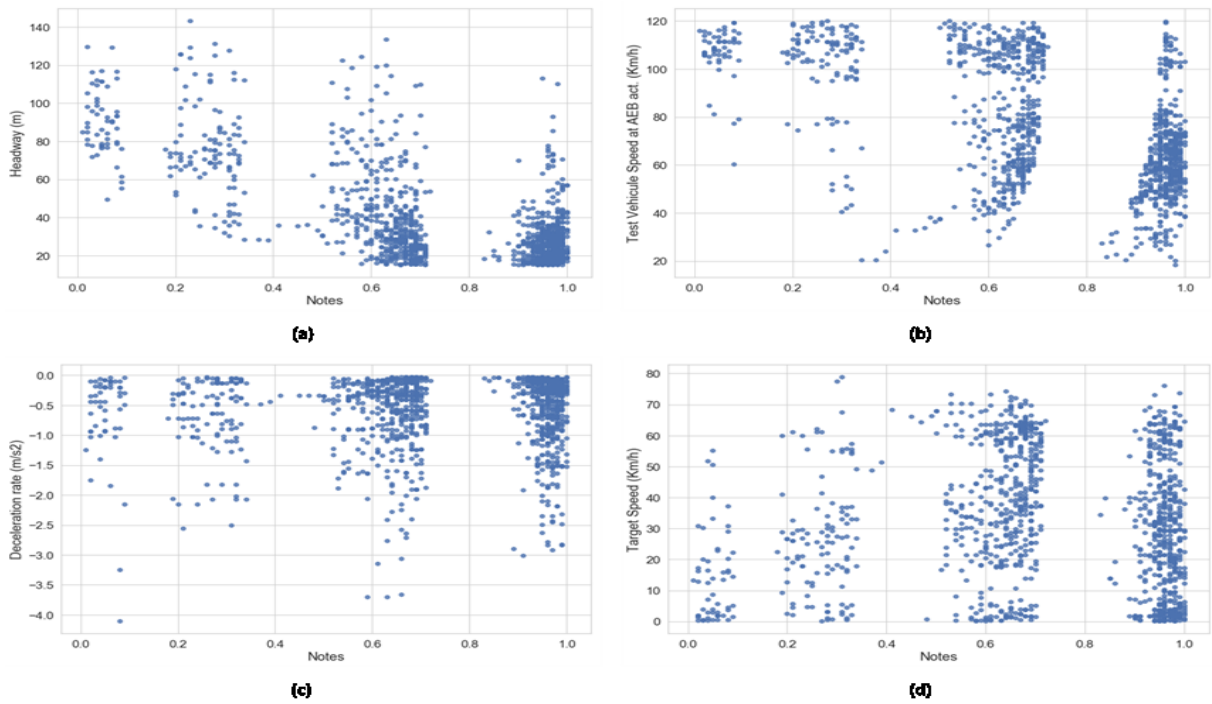 140
120
100
80
60
40
20
Headway (m)
0.0 0.2 0.4 0.6 0.8 1.0
Notes
(a)
120
100
80
60
40
20
Test Vehicule Speed at AEB act. (Km/h)
0.0 0.2 0.4 0.6 0.8 1.0
Notes
(b)
0.0
−0.5
−1.0
−1.5
−2.0
−2.5
−3.0
−3.5
−4.0
Deceleration rate (m/s2)
0.0 0.2 0.4 0.6 0.8 1.0
Notes
(c)
80
70
60
50
40
30
20
10
0
Target Speed (Km/h)
0.0 0.2 0.4 0.6 0.8 1.0
Notes
(d)